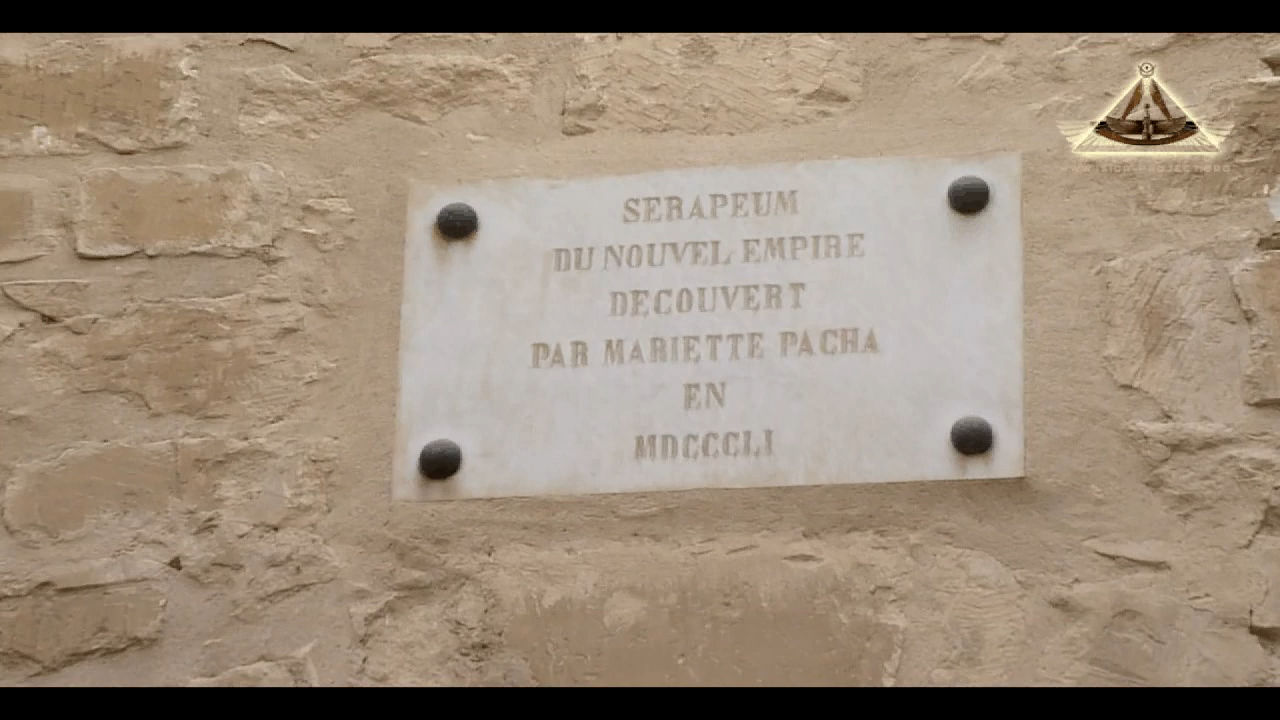 SERAPEUM
DU NOUVEL EMPIRE
DECOUVERT
PAR MARIETTE PACHA
EN
MDCCCLI